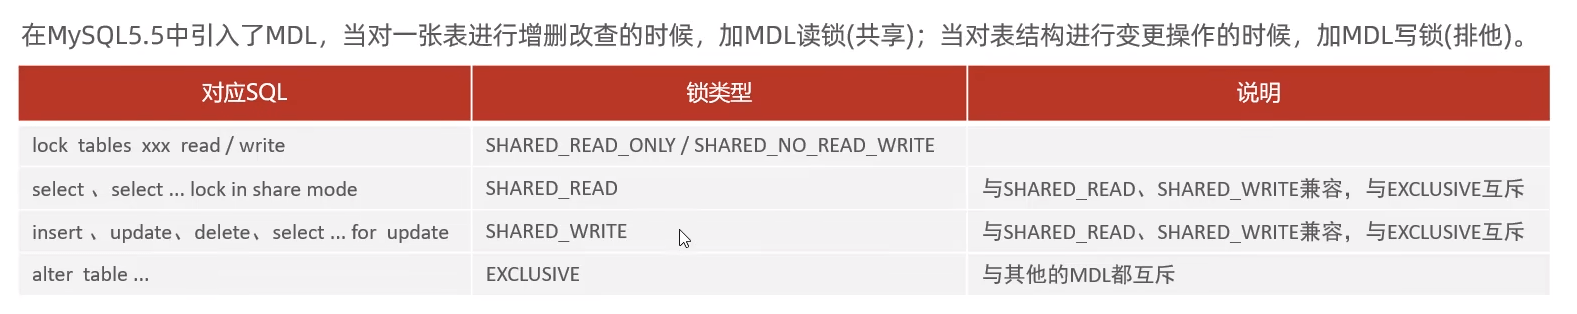 在MySQL5.5中引入了MDL，当对一张表进行增删改查的时候，加MDL读锁(共享)；当对表结构进行变更操作的时候，加MDL写锁(排他)。
对应SQL 锁类型 说明
lock tables xxx read / write SHARED_READ_ONLY / SHARED_NO_READ_WRITE
select 、select ... lock in share mode SHARED_READ 与SHARED_READ、SHARED_WRITE兼容，与EXCLUSIVE互斥
insert 、update、delete、select ... for update SHARED_WRITE 与SHARED_READ、SHARED_WRITE兼容，与EXCLUSIVE互斥
alter table ... EXCLUSIVE 与其他的MDL都互斥